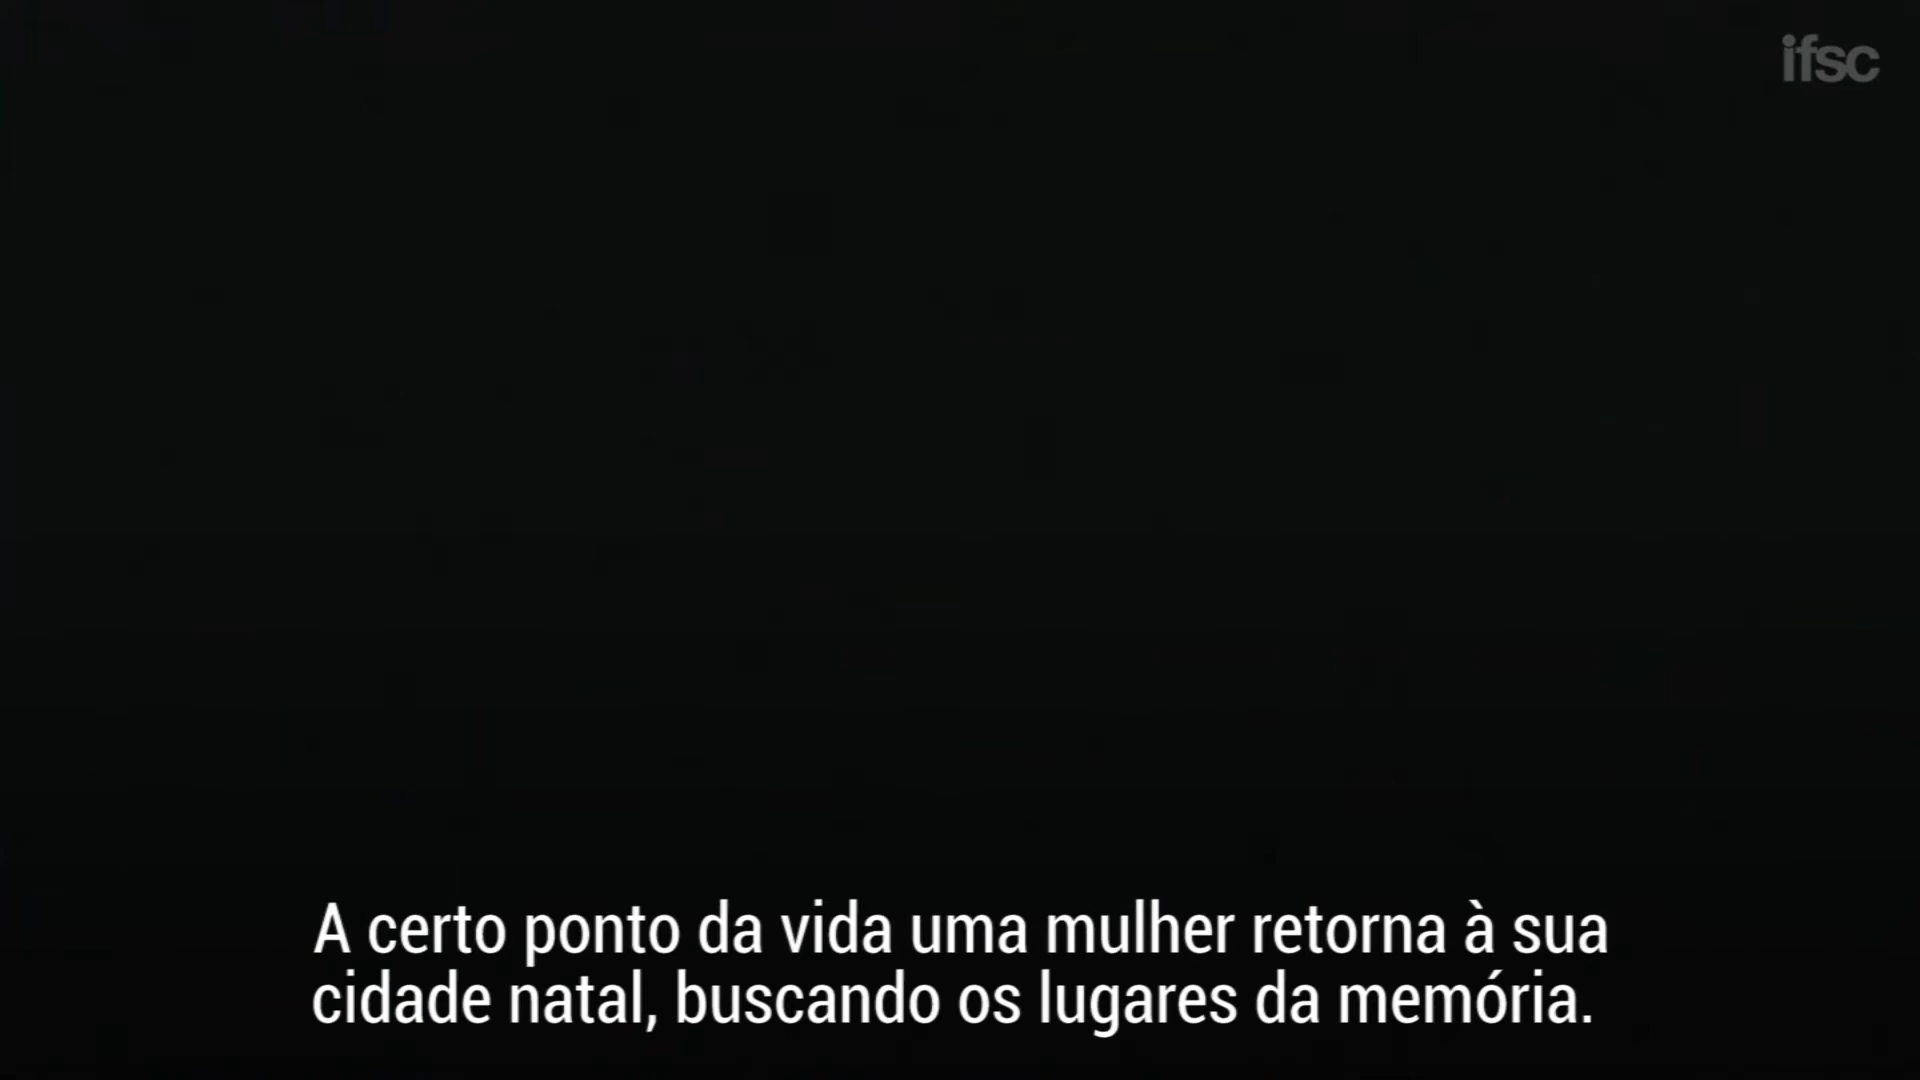 ifsc
A certo ponto da vida uma mulher retorna à sua
cidade natal, buscando os lugares da memória.